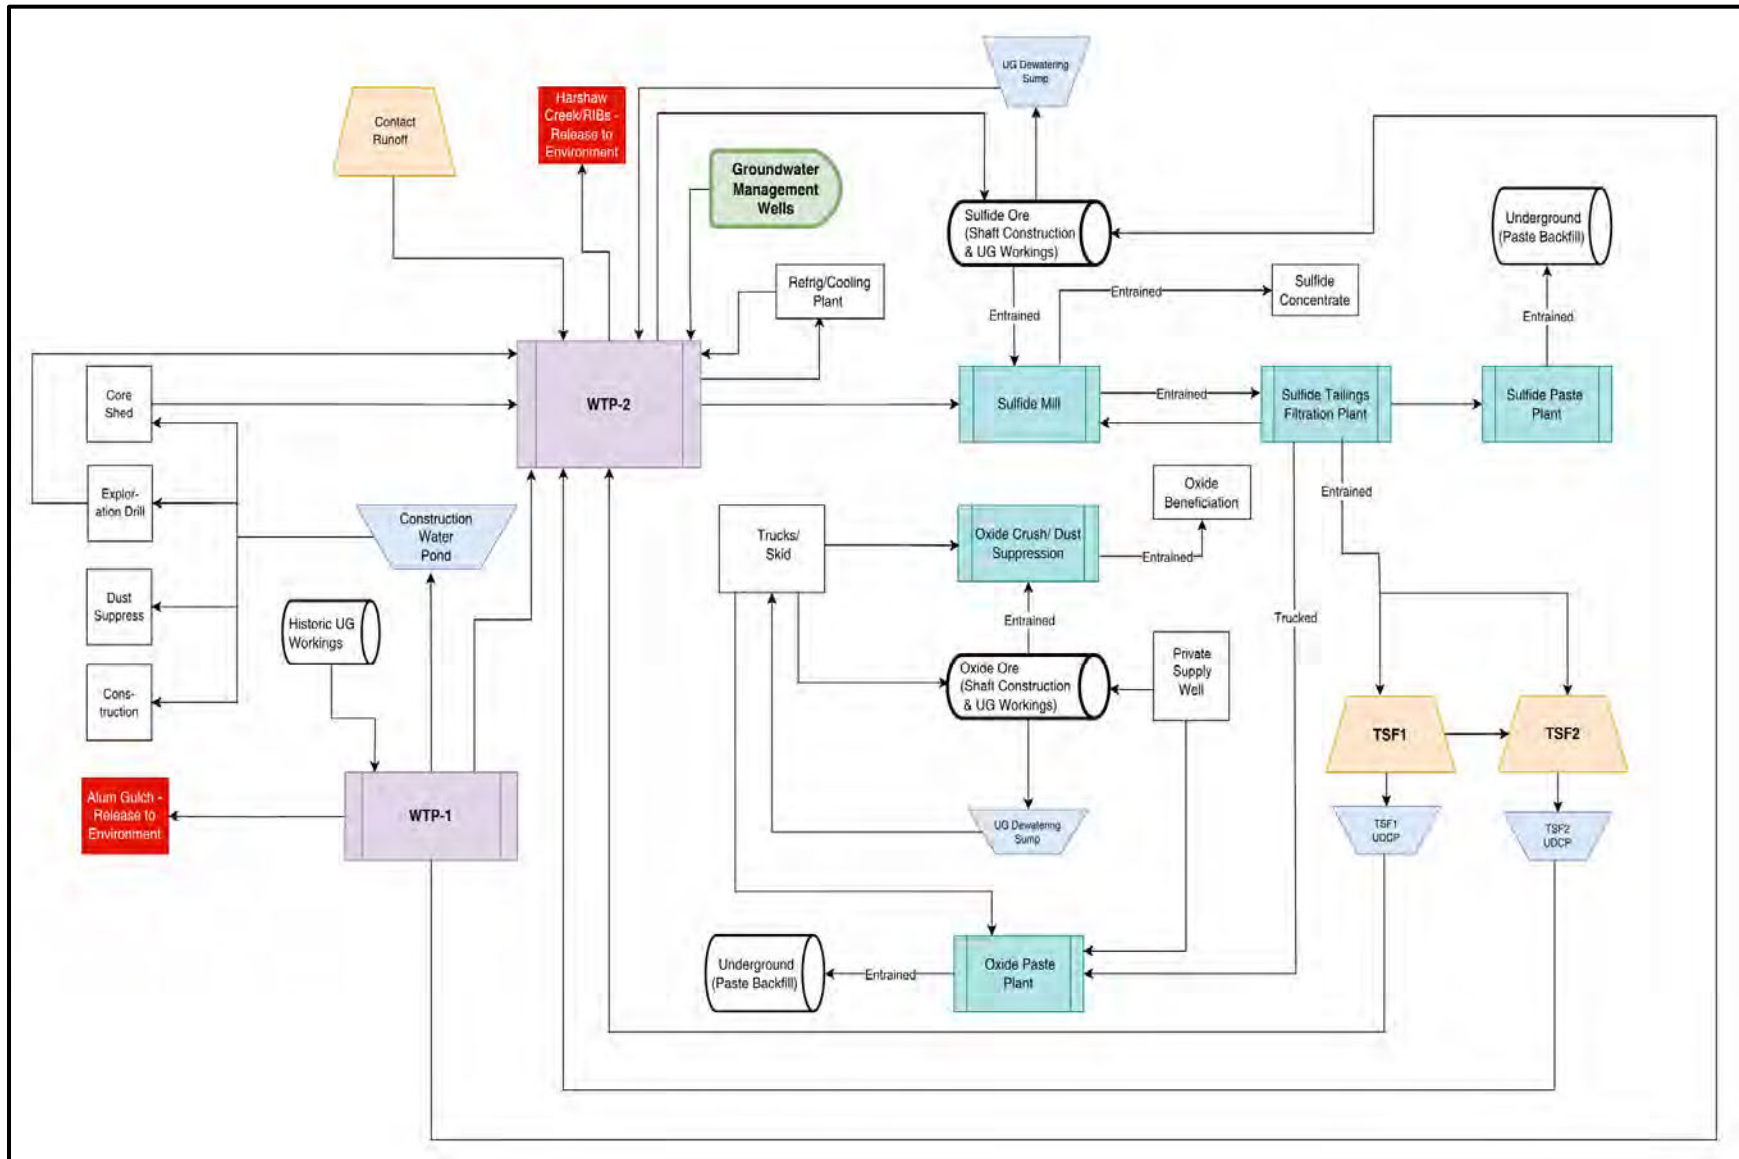 UG Dewatering
Sump
Contact
Runoff
Harshaw
Creek/RIBs -
Release to
Environment
Groundwater
Management
Wells
Sulfide Ore
(Shaft Construction
& UG Workings)
Underground
(Paste Backfill)
Refrig/Cooling
Plant
Entrained
Sulfide
Concentrate
Entrained
Entrained
Core
Shed
WTP-2
Sulfide Mill
Entrained
Sulfide Tailings
Filtration Plant
Sulfide Paste
Plant
Explor-
ation Drill
Construction
Water
Pond
Trucks/
Skid
Oxide Crush/ Dust
Suppression
Entrained
Oxide
Beneficiation
Entrained
Dust
Suppress
Historic UG
Workings
Entrained
Trucked
Oxide Ore
(Shaft Construction
& UG Workings)
Private
Supply
Well
Cons-
truction
TSF1
TSF2
Alum Gulch -
Release to
Environment
WTP-1
UG Dewatering
Sump
TSF1
UDCP
TSF2
UDCP
Underground
(Paste Backfill)
Entrained
Oxide Paste
Plant